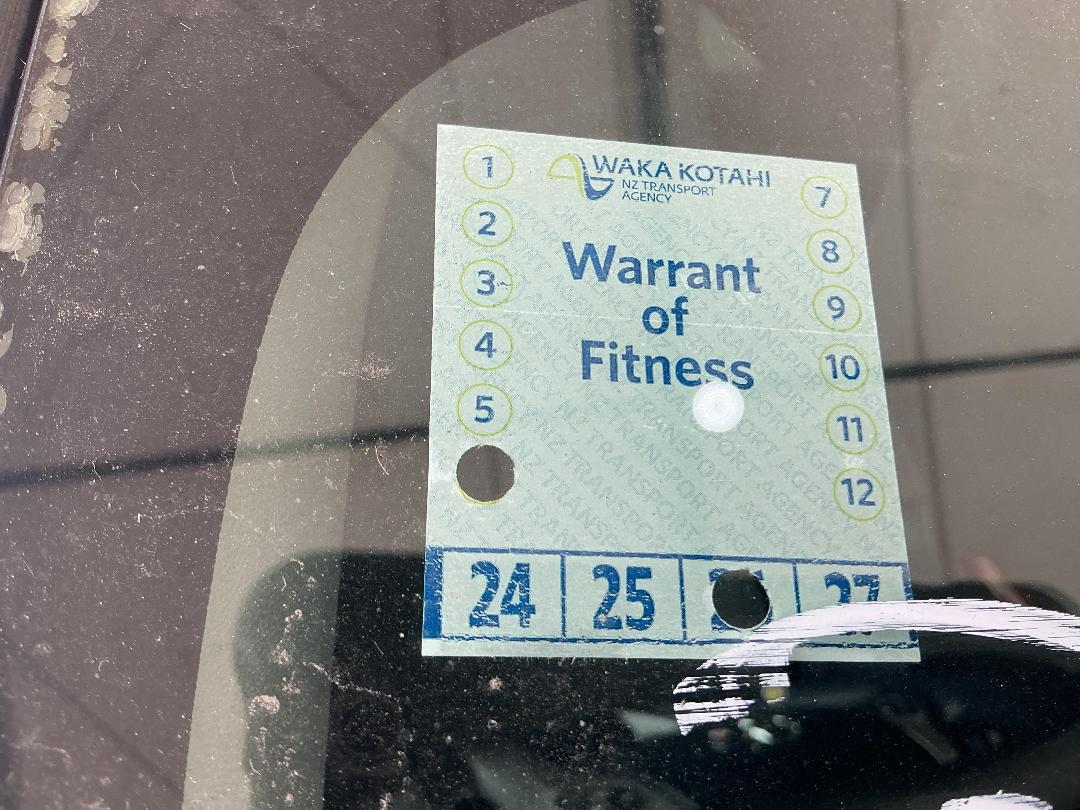 WAKA KOTAHI
NZ TRANSPORT
AGENCY
Warrant
of
Fitness
1
2
3
4
5
7
8
9
10
11
12
24 25 27